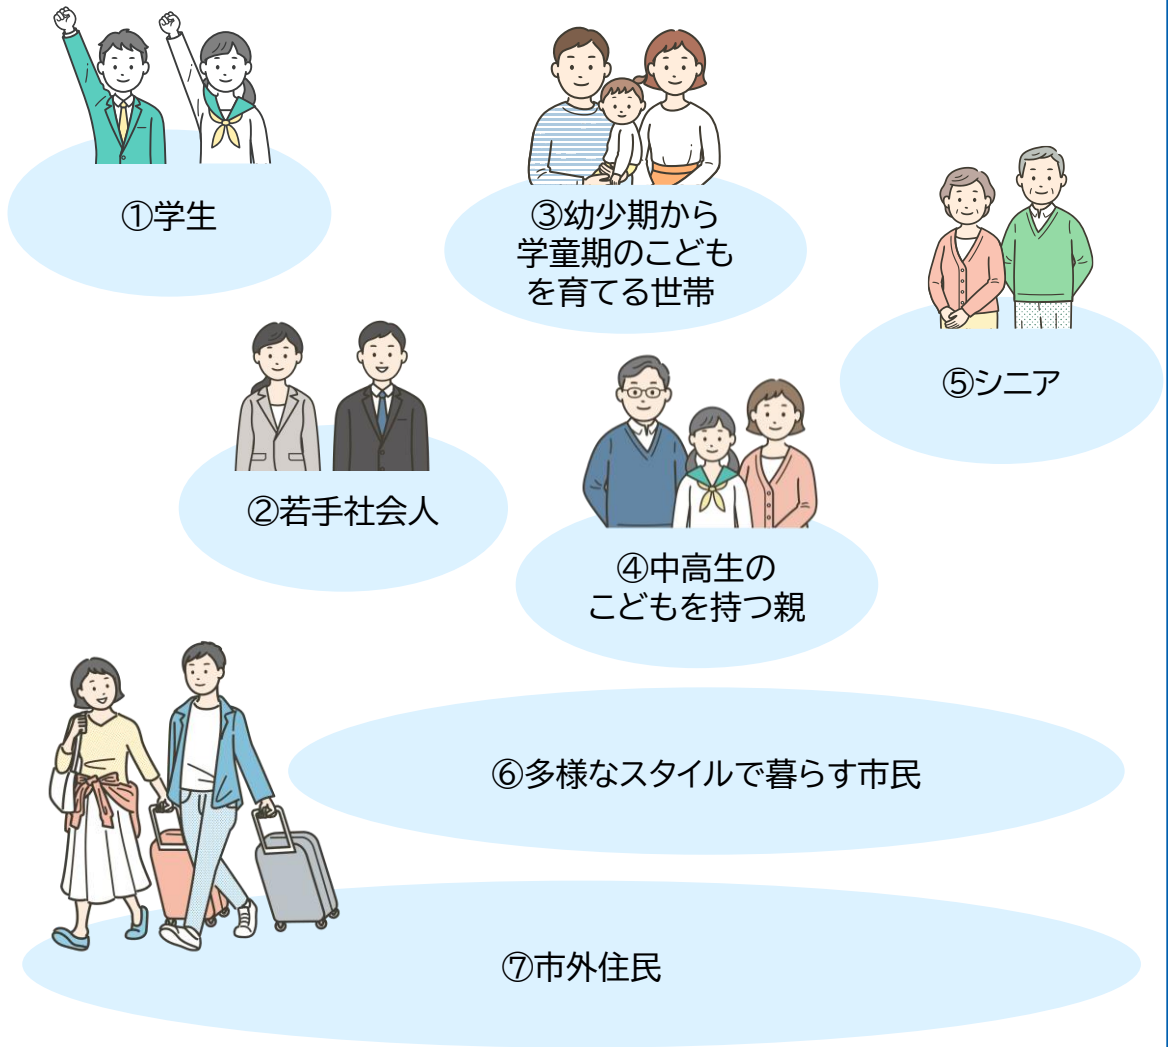 ①学生
②若手社会人
③幼少期から
学童期のこども
を育てる世帯
④中高生の
こどもを持つ親
⑤シニア
⑥多様なスタイルで暮らす市民
⑦市外住民